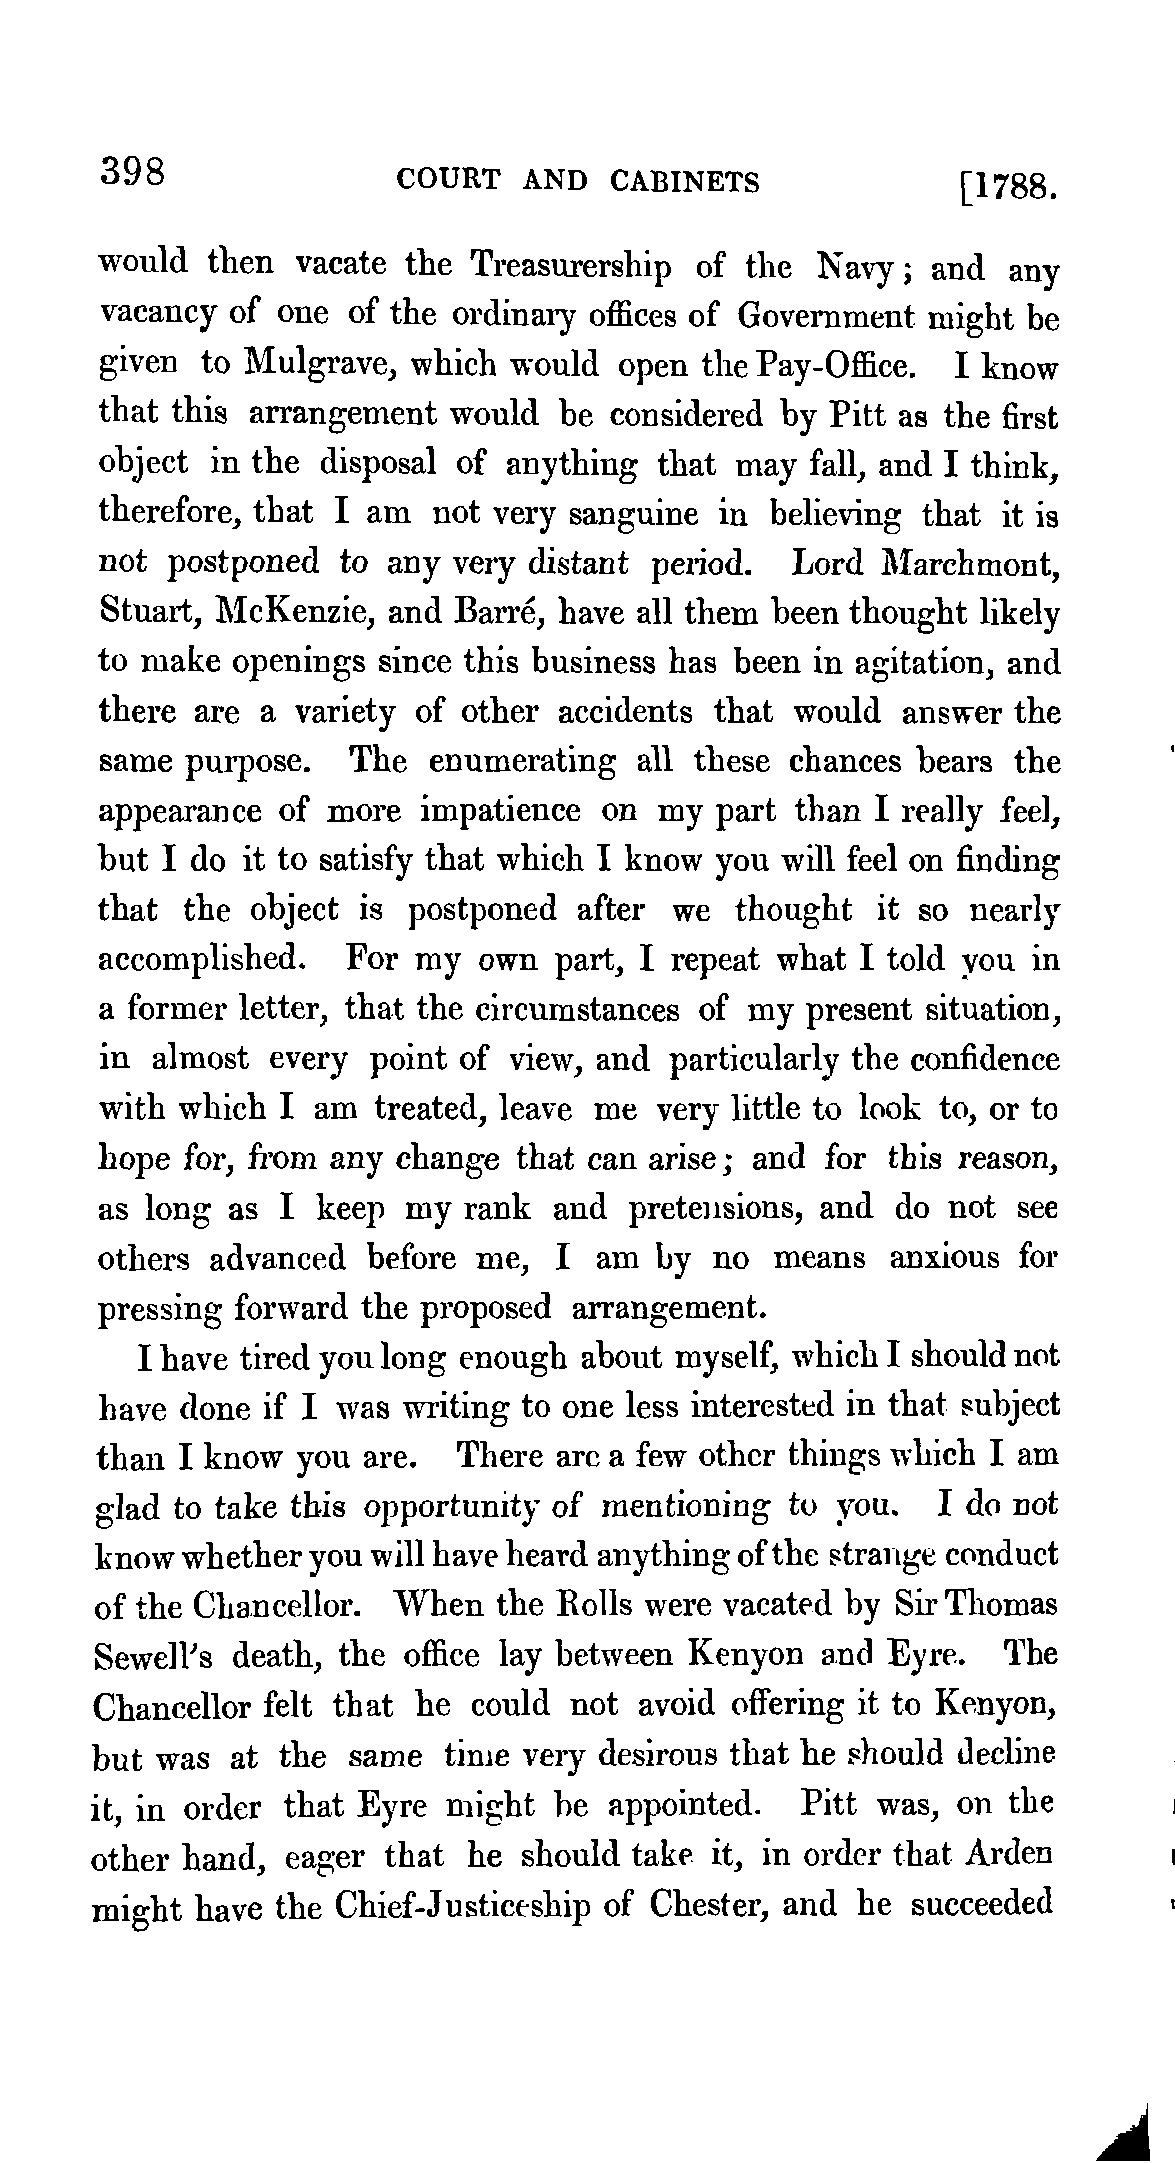 398 COURT AND CABINETS [1788.
would then vacate the Treasurership of the Navy; and any
vacancy of one of the ordinary offices of Government might be
given to Mulgrave, which would open the Pay-Office. I know
that this arrangement would be considered by Pitt as the first
object in the disposal of anything that may fall, and I think,
therefore, that I am not very sanguine in believing that it is
not postponed to any very distant period. Lord Marchmont,
Stuart, McKenzie, and Barré, have all them been thought likely
to make openings since this business has been in agitation, and
there are a variety of other accidents that would answer the
same purpose. The enumerating all these chances bears the
appearance of more impatience on my part than I really feel,
but I do it to satisfy that which I know you will feel on finding
that the object is postponed after we thought it so nearly
accomplished. For my own part, I repeat what I told you in
a former letter, that the circumstances of my present situation,
in almost every point of view, and particularly the confidence
with which I am treated, leave me very little to look to, or to
hope for, from any change that can arise; and for this reason,
as long as I keep my rank and pretensions, and do not see
others advanced before me, I am by no means anxious for
pressing forward the proposed arrangement.
I have tired you long enough about myself, which I should not
have done if I was writing to one less interested in that subject
than I know you are. There are a few other things which I am
glad to take this opportunity of mentioning to you. I do not
know whether you will have heard anything of the strange conduct
of the Chancellor. When the Rolls were vacated by Sir Thomas
Sewell's death, the office lay between Kenyon and Eyre. The
Chancellor felt that he could not avoid offering it to Kenyon,
but was at the same time very desirous that he should decline
it, in order that Eyre might be appointed. Pitt was, on the
other hand, eager that he should take it, in order that Arden
might have the Chief-Justiceship of Chester, and he succeeded